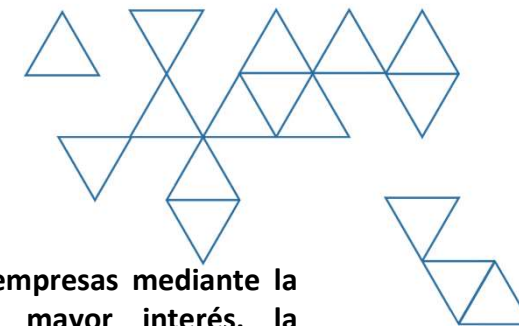 empresas mediante la
mayor interés, la